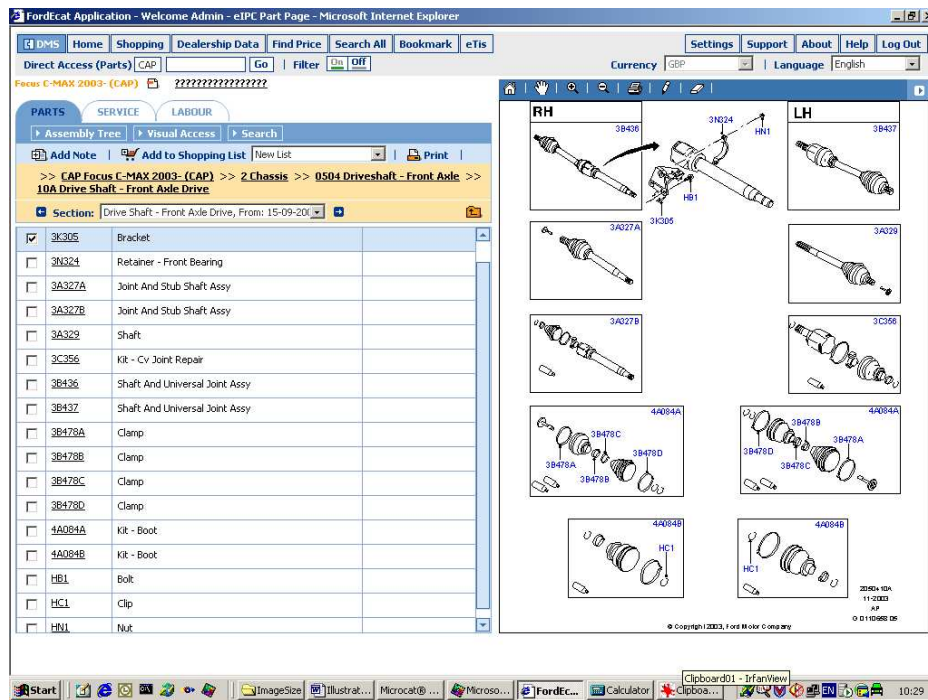 FordEcat Application - Welcome Admin - eIPC Part Page - Microsoft Internet Explorer
DMS Home Shopping Dealership Data Find Price Search All Bookmark eTis Settings Support About Help Log Out
Direct Access (Parts) CAP Go | Filter On Off Currency GBP | Language English
Focus C-MAX 2003- (CAP) ?????????????????
PARTS SERVICE LABOUR
Assembly Tree Visual Access Search
Add Note | Add to Shopping List New List | Print |
>> CAP Focus C-MAX 2003- (CAP) >> 2 Chassis >> 0504 Driveshaft - Front Axle >>
10A Drive Shaft - Front Axle Drive
Section: Drive Shaft - Front Axle Drive, From: 15-09-20
3K305 Bracket
3N324 Retainer - Front Bearing
3A327A Joint And Stub Shaft Assy
3A327B Joint And Stub Shaft Assy
3A329 Shaft
3C356 Kit - Cv Joint Repair
3B436 Shaft And Universal Joint Assy
3B437 Shaft And Universal Joint Assy
3B478A Clamp
3B478B Clamp
3B478C Clamp
3B478D Clamp
4A084A Kit - Boot
4A084B Kit - Boot
HB1 Bolt
HC1 Clip
HN1 Nut
RH
LH
3B436
3N324
HN1
3B437
HB1
3K305
3A327A
3A329
3A327B
3C356
4A084A
3B478C
3B478D
3B478A
3B478B
4A084A
3B478B
3B478A
3B478D
3B478C
4A084B
HC1
4A084B
HC1
11-2003
AP
© Copyright 2003, Ford Motor Company
Clipboard01 - IrfanView
Start ImageSize Illustrat... Microcat® ... Microso... FordEc... Calculator Clipboa... EN 10:29